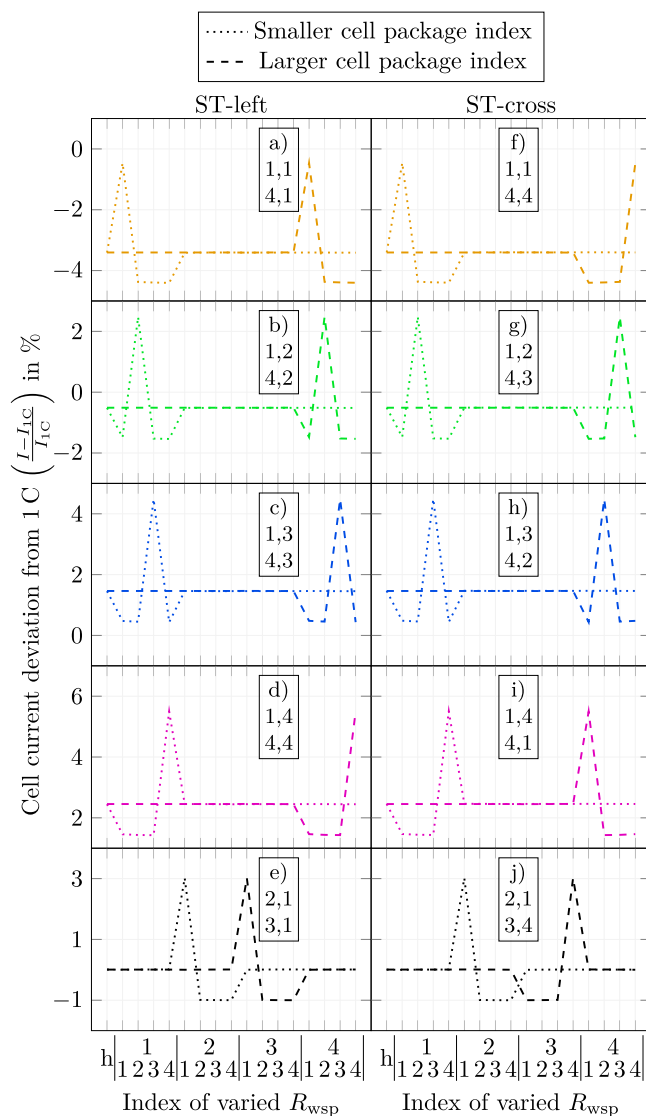 Smaller cell package index
Larger cell package index
ST-left
ST-cross
Cell current deviation from 1 C ((I−I1C)/I1C) in %
0
−2
−4
a)
1,1
4,1
f)
1,1
4,4
2
0
−2
b)
1,2
4,2
g)
1,2
4,3
4
2
0
c)
1,3
4,3
h)
1,3
4,2
6
4
2
d)
1,4
4,4
i)
1,4
4,1
3
1
−1
e)
2,1
3,1
j)
2,1
3,4
h 1 2 3 4 h 1 2 3 4
1 2 3 4 1 2 3 4 1 2 3 4 1 2 3 4 1 2 3 4 1 2 3 4 1 2 3 4 1 2 3 4
Index of varied Rwsp
Index of varied Rwsp